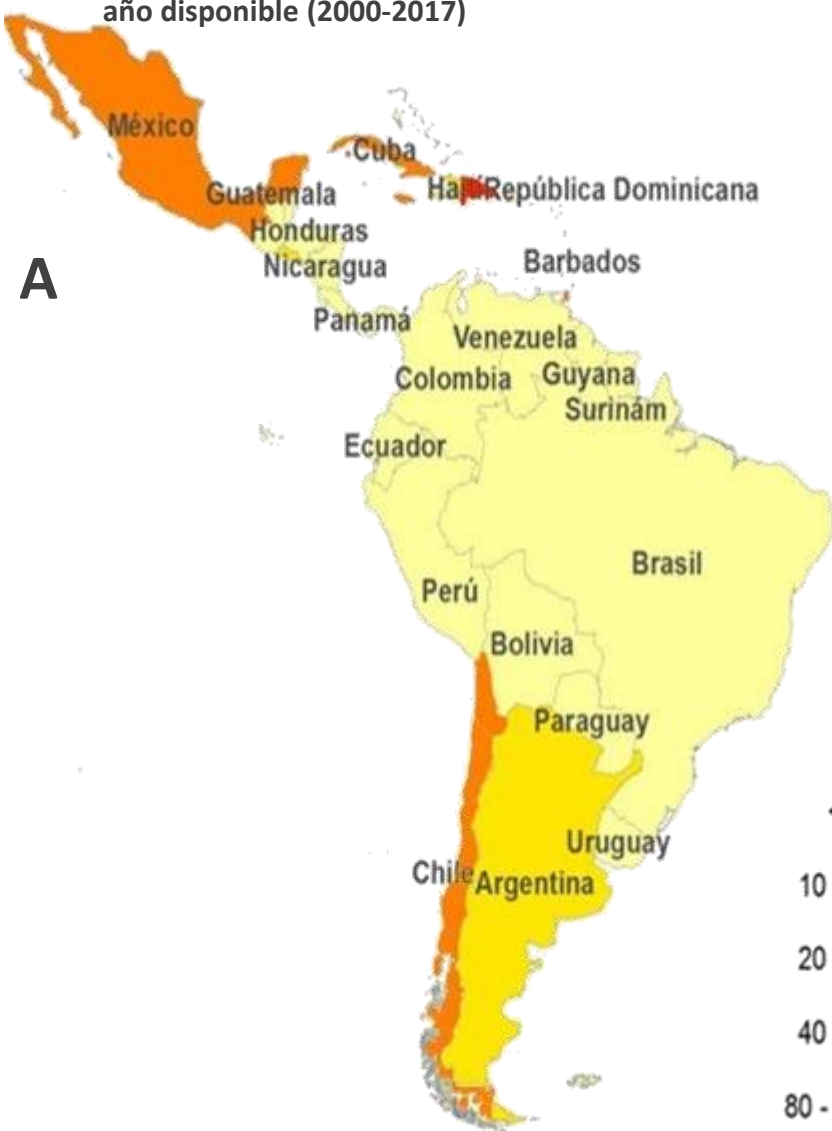 año disponible (2000-2017)
México
Cuba
República Dominicana
Guatemala
Honduras
A
Nicaragua
Barbados
Panamá
Venezuela
Colombia
Guyana
Surinám
Ecuador
Brasil
Perú
Bolivia
Paraguay
Uruguay
Chile
Argentina
10
20
40
80 -